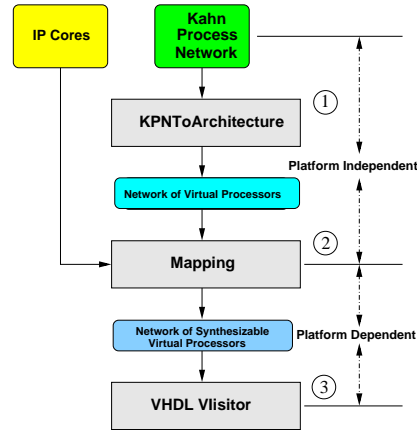 IP Cores
Kahn
Process
Network
1
KPNToArchitecture
Platform Independent
Network of Virtual Processors
2
Mapping
Network of Synthesizable
Virtual Processors
Platform Dependent
3
VHDL VIisitor